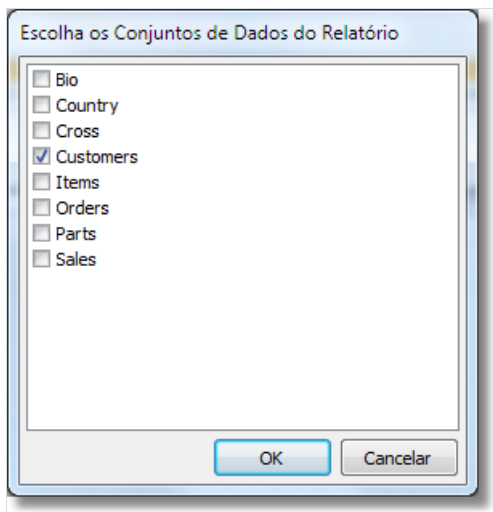 Escolha os Conjuntos de Dados do Relatório
Bio
Country
Cross
Customers
Items
Orders
Parts
Sales
OK
Cancelar